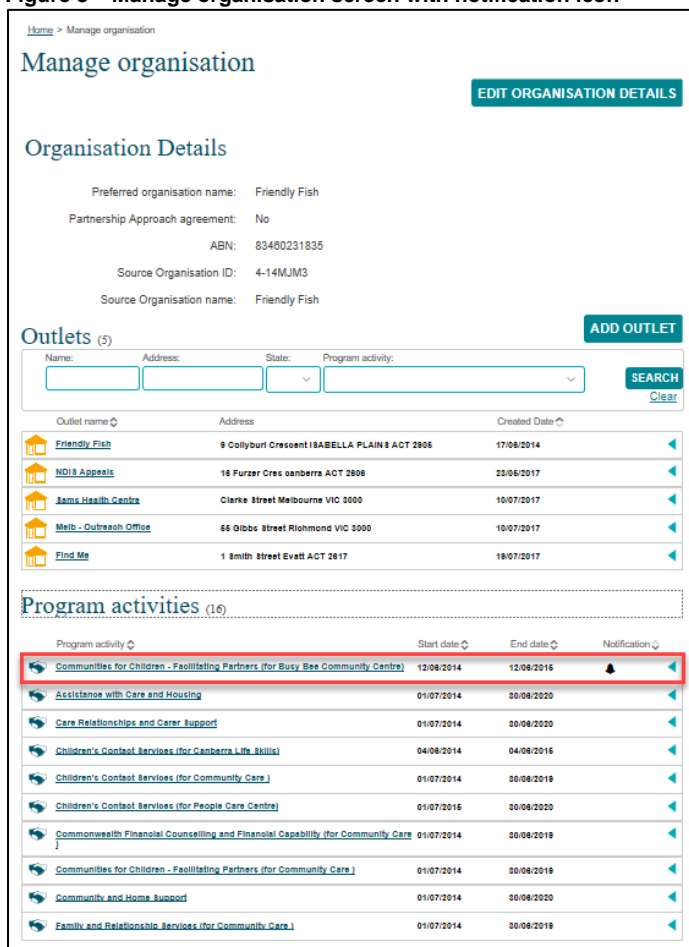 Figure 3 – Manage organisation screen with notification icon
Home > Manage organisation
Manage organisation
EDIT ORGANISATION DETAILS
Organisation Details
Preferred organisation name: Friendly Fish
Partnership Approach agreement: No
ABN: 83460231835
Source Organisation ID: 4-14MJM3
Source Organisation name: Friendly Fish
Outlets (5)
ADD OUTLET
Name: Address: State: Program activity:
SEARCH
Clear
Outlet name Address Created Date
Friendly Fish 9 Collyburl Crescent ISABELLA PLAINS ACT 2905 17/06/2014
NDIS Appeals 16 Furzer Cres canberra ACT 2606 23/05/2017
Sams Health Centre Clarke Street Melbourne VIC 3000 10/07/2017
Melb - Outreach Office 55 Gibbs Street Richmond VIC 3000 10/07/2017
Find Me 1 Smith Street Evatt ACT 2617 19/07/2017
Program activities (16)
Program activity Start date End date Notification
Communities for Children - Facilitating Partners (for Busy Bee Community Centre) 12/06/2014 12/06/2015
Assistance with Care and Housing 01/07/2014 30/06/2020
Care Relationships and Carer Support 01/07/2014 30/06/2020
Children's Contact Services (for Canberra Life Skills) 04/06/2014 04/06/2015
Children's Contact Services (for Community Care ) 01/07/2014 30/06/2019
Children's Contact Services (for People Care Centre) 01/07/2015 30/06/2020
Commonwealth Financial Counselling and Financial Capability (for Community Care 01/07/2014 30/06/2019
)
Communities for Children - Facilitating Partners (for Community Care ) 01/07/2014 30/06/2019
Community and Home Support 01/07/2014 30/06/2020
Family and Relationship Services (for Community Care ) 01/07/2014 30/06/2019